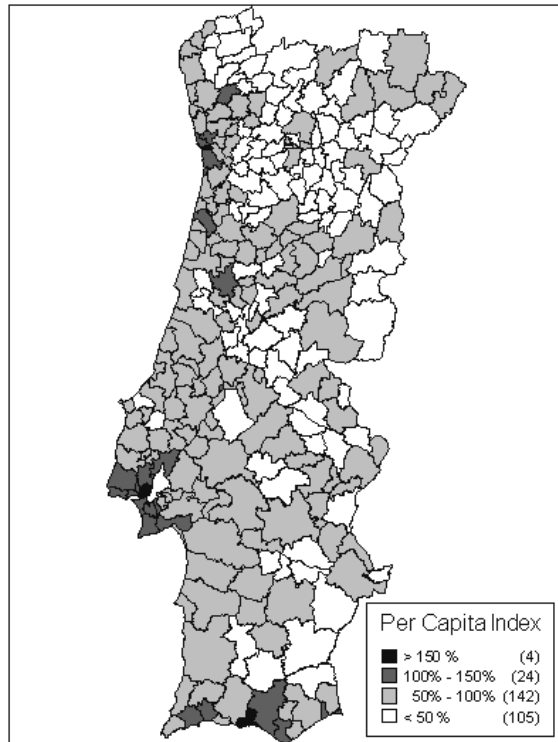 Per Capita Index
> 150 % (4)
100% - 150% (24)
50% - 100% (142)
< 50 % (105)